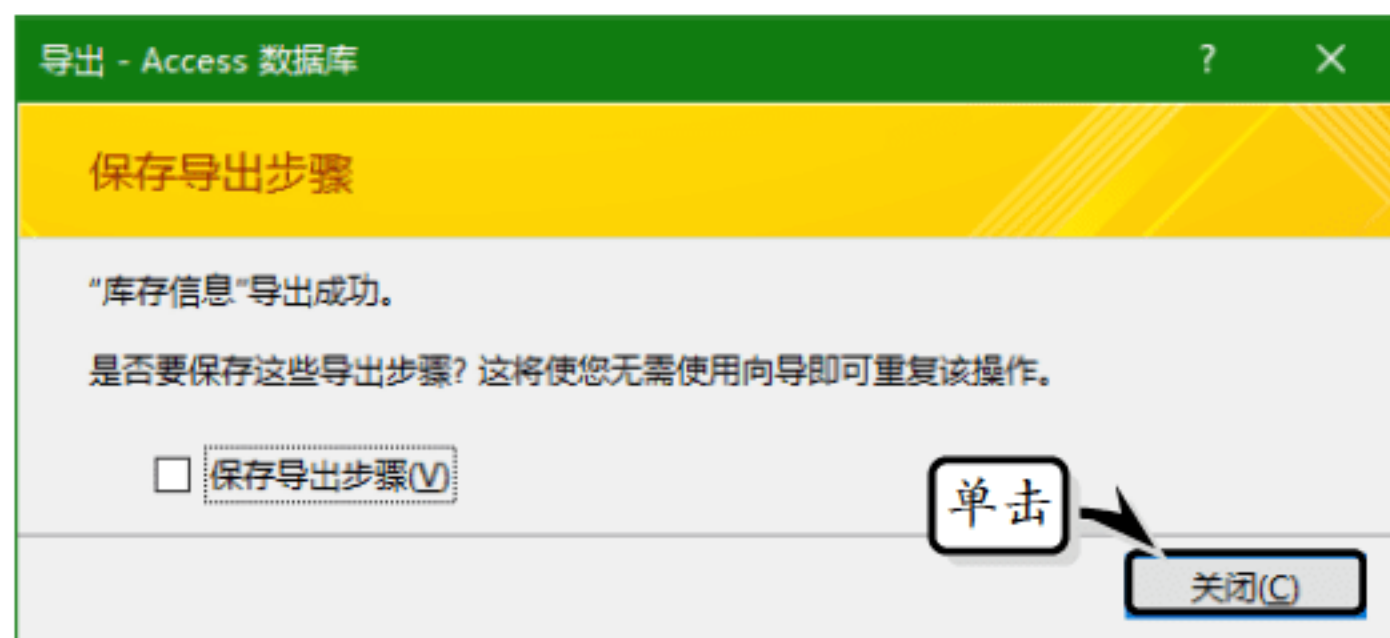 导出 - Access 数据库
?
保存导出步骤
“库存信息”导出成功。
是否要保存这些导出步骤? 这将使您无需使用向导即可重复该操作。
保存导出步骤(V)
单击
关闭(C)